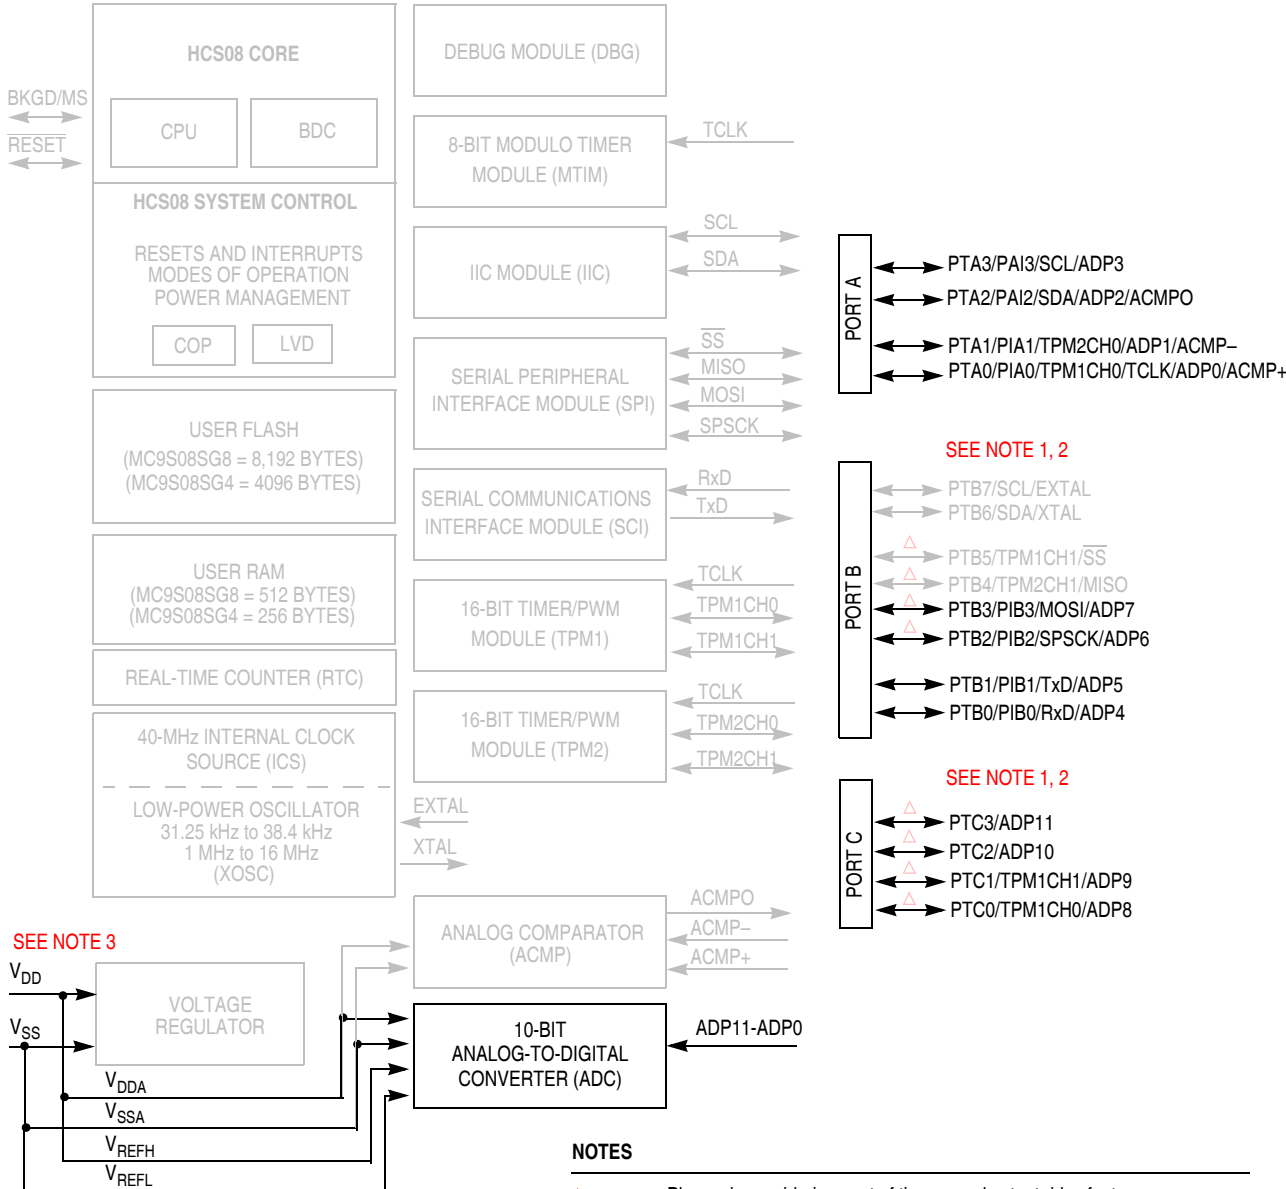 HCS08 CORE
CPU
BDC
BKGD/MS
RESET
HCS08 SYSTEM CONTROL
RESETS AND INTERRUPTS
MODES OF OPERATION
POWER MANAGEMENT
COP
LVD
USER FLASH
(MC9S08SG8 = 8,192 BYTES)
(MC9S08SG4 = 4096 BYTES)
USER RAM
(MC9S08SG8 = 512 BYTES)
(MC9S08SG4 = 256 BYTES)
REAL-TIME COUNTER (RTC)
40-MHz INTERNAL CLOCK
SOURCE (ICS)
LOW-POWER OSCILLATOR
31.25 kHz to 38.4 kHz
1 MHz to 16 MHz
(XOSC)
EXTAL
XTAL
SEE NOTE 3
VDD
VSS
VOLTAGE
REGULATOR
VDDA
VSSA
VREFH
VREFL
DEBUG MODULE (DBG)
8-BIT MODULO TIMER
MODULE (MTIM)
TCLK
IIC MODULE (IIC)
SCL
SDA
SERIAL PERIPHERAL
INTERFACE MODULE (SPI)
SS
MISO
MOSI
SPSCK
SERIAL COMMUNICATIONS
INTERFACE MODULE (SCI)
RxD
TxD
16-BIT TIMER/PWM
MODULE (TPM1)
TCLK
TPM1CH0
TPM1CH1
16-BIT TIMER/PWM
MODULE (TPM2)
TCLK
TPM2CH0
TPM2CH1
ANALOG COMPARATOR
(ACMP)
ACMPO
ACMP–
ACMP+
10-BIT
ANALOG-TO-DIGITAL
CONVERTER (ADC)
ADP11-ADP0
PORT A
PTA3/PAI3/SCL/ADP3
PTA2/PAI2/SDA/ADP2/ACMPO
PTA1/PIA1/TPM2CH0/ADP1/ACMP–
PTA0/PIA0/TPM1CH0/TCLK/ADP0/ACMP+
SEE NOTE 1, 2
PORT B
PTB7/SCL/EXTAL
PTB6/SDA/XTAL
PTB5/TPM1CH1/SS
PTB4/TPM2CH1/MISO
PTB3/PIB3/MOSI/ADP7
PTB2/PIB2/SPSCK/ADP6
PTB1/PIB1/TxD/ADP5
PTB0/PIB0/RxD/ADP4
SEE NOTE 1, 2
PORT C
PTC3/ADP11
PTC2/ADP10
PTC1/TPM1CH1/ADP9
PTC0/TPM1CH0/ADP8
NOTES